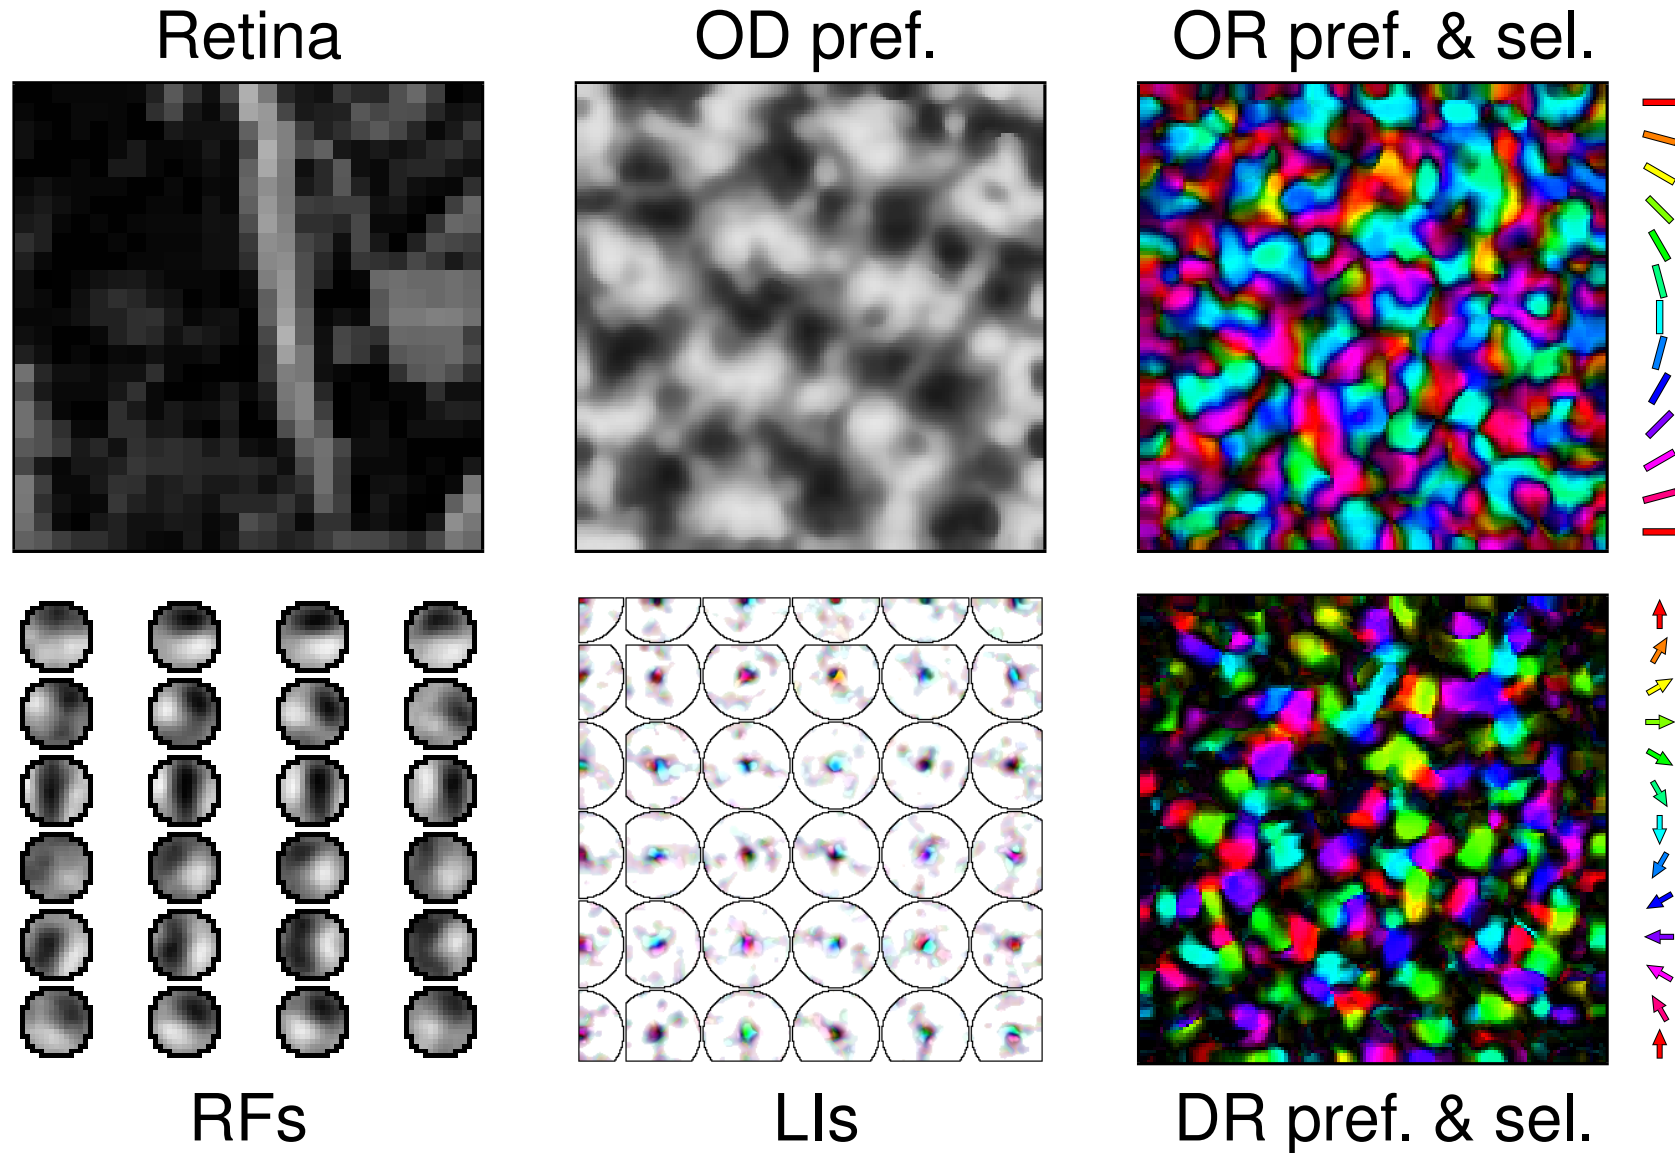 Retina
OD pref.
OR pref. & sel.
RFs
LIs
DR pref. & sel.